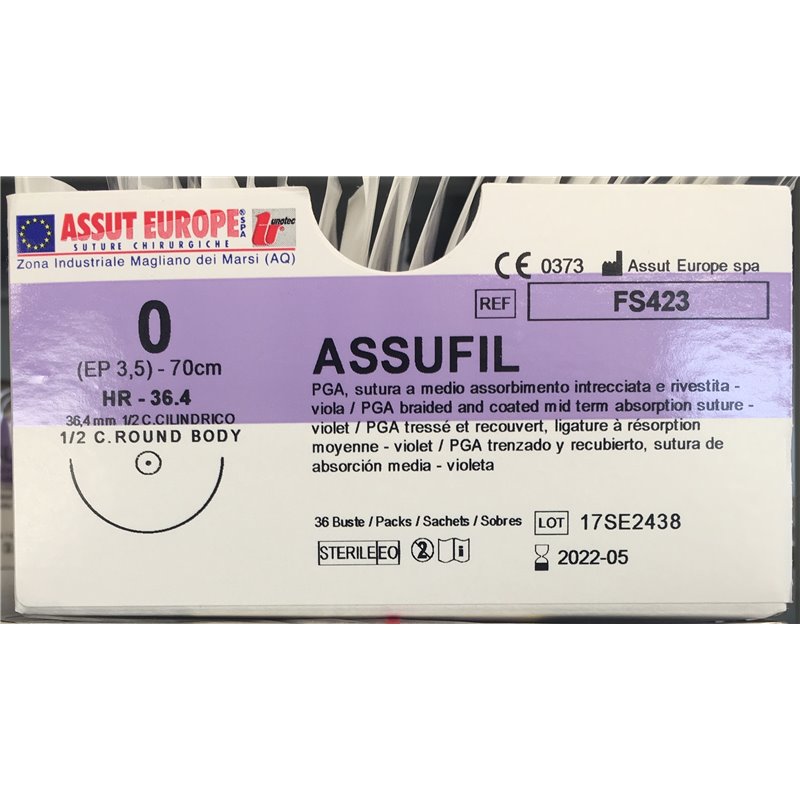 ASSUT EUROPE SPA
SUTURE CHIRURGICHE
unotec
Zona Industriale Magliano dei Marsi (AQ)
CE 0373 Assut Europe spa
REF FS423
0
(EP 3,5) - 70cm
HR - 36.4
36,4 mm 1/2 C.CILINDRICO
1/2 C. ROUND BODY
ASSUFIL
PGA, sutura a medio assorbimento intrecciata e rivestita -
viola / PGA braided and coated mid term absorption suture -
violet / PGA tressé et recouvert, ligature à résorption
moyenne - violet / PGA trenzado y recubierto, sutura de
absorción media - violeta
36 Buste / Packs / Sachets / Sobres LOT 17SE2438
STERILE EO 2 i 2022-05